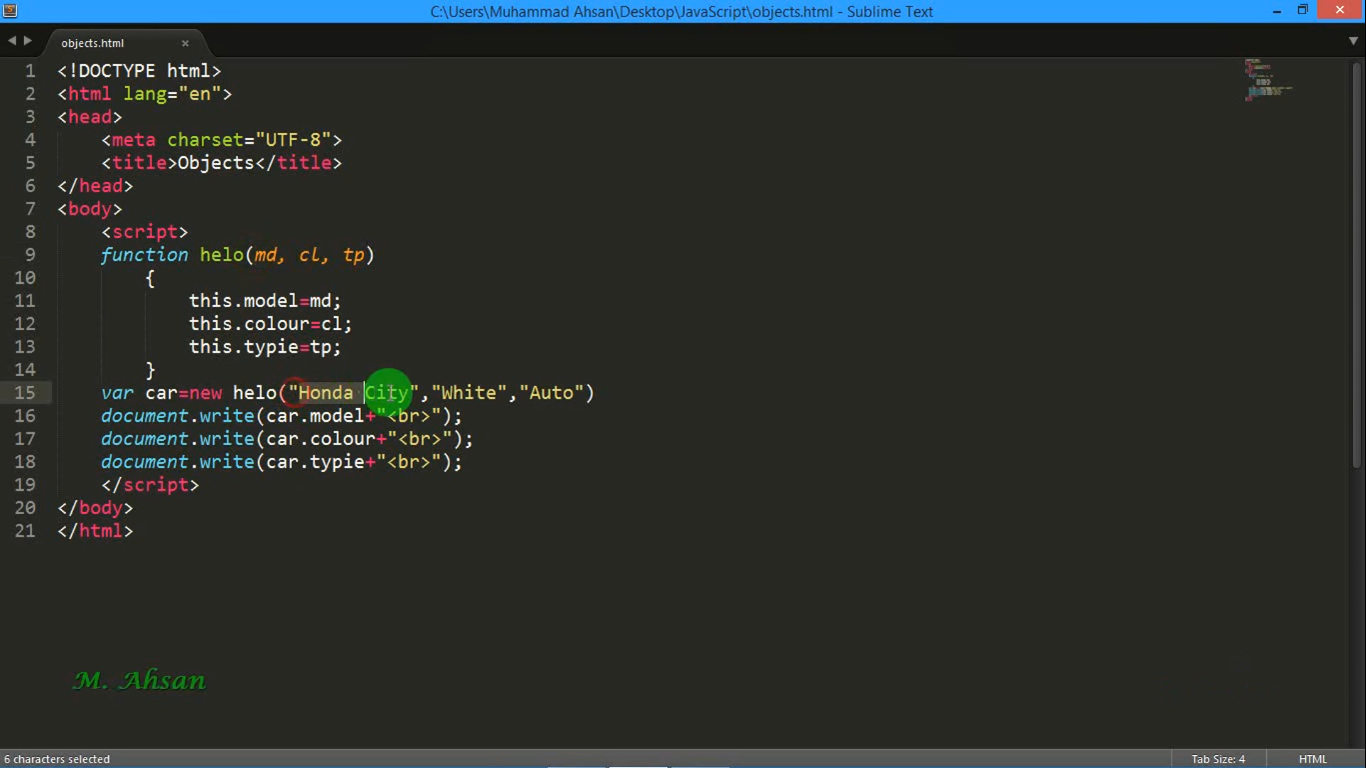 C:\Users\Muhammad Ahsan\Desktop\JavaScript\objects.html - Sublime Text
objects.html ×
1 <!DOCTYPE html>
2 <html lang="en">
3 <head>
4 <meta charset="UTF-8">
5 <title>Objects</title>
6 </head>
7 <body>
8 <script>
9 function helo(md, cl, tp)
10 {
11 this.model=md;
12 this.colour=cl;
13 this.typie=tp;
14 }
15 var car=new helo("Honda City","White","Auto")
16 document.write(car.model+"<br>");
17 document.write(car.colour+"<br>");
18 document.write(car.typie+"<br>");
19 </script>
20 </body>
21 </html>
M. Ahsan
6 characters selected Tab Size: 4 HTML